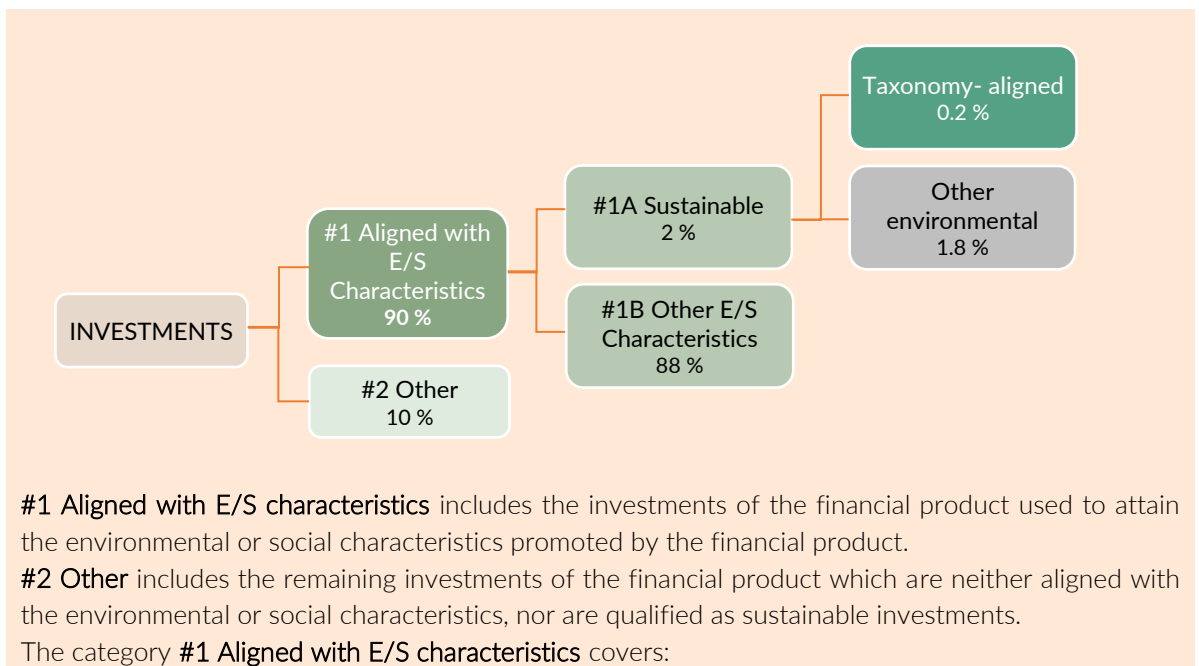 Taxonomy- aligned
0.2 %
Other
environmental
1.8 %
#1A Sustainable
2 %
#1 Aligned with
E/S
Characteristics
90 %
#1B Other E/S
Characteristics
88 %
INVESTMENTS
#2 Other
10 %
#1 Aligned with E/S characteristics includes the investments of the financial product used to attain
the environmental or social characteristics promoted by the financial product.
#2 Other includes the remaining investments of the financial product which are neither aligned with
the environmental or social characteristics, nor are qualified as sustainable investments.
The category #1 Aligned with E/S characteristics covers: